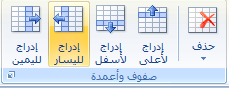 حذف
إدراج لأعلى
إدراج لأسفل
إدراج لليسار
إدراج لليمين
صفوف وأعمدة